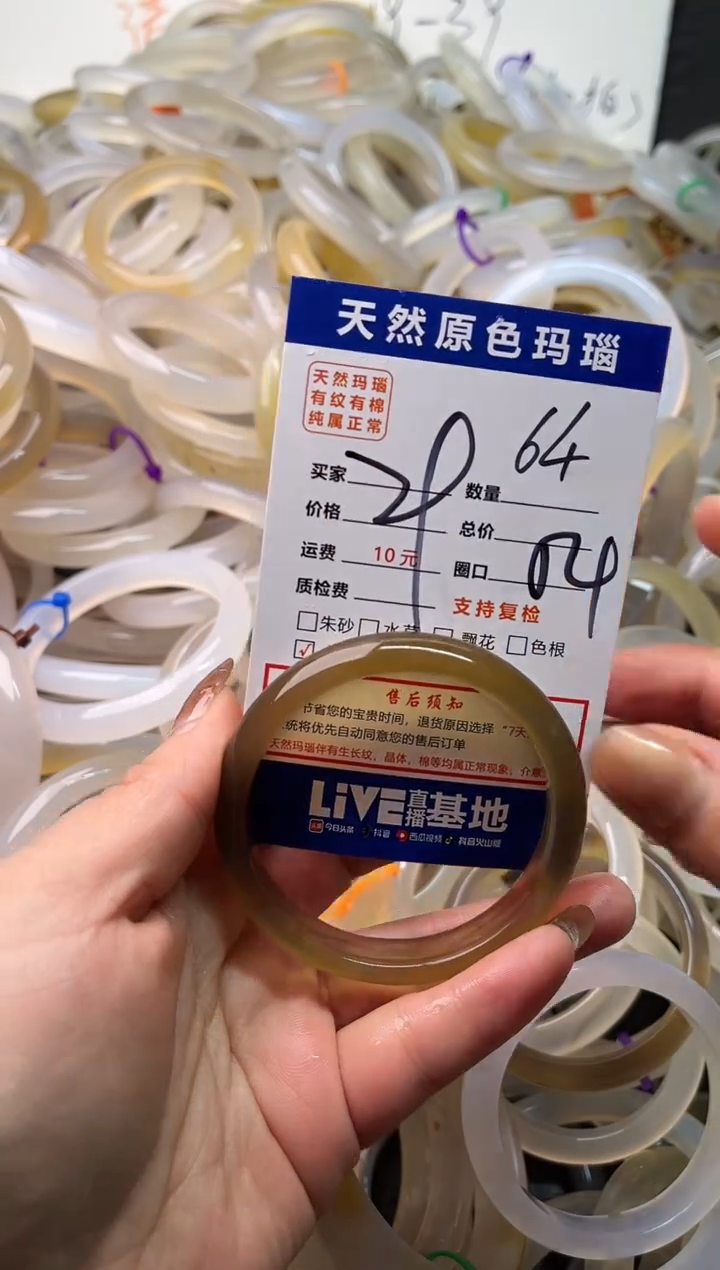 天然原色玛瑙
天然玛瑙
有纹有棉
纯属正常
64
买家
数量
价格
总价
运费 10元 圈口
质检费
支持复检
朱砂 飘花 色根
售后须知
节省您的宝贵时间，退货原因选择“7天
统将优先自动同意您的售后订单
天然玛瑙伴有生长纹，晶体，棉等均属正常现象，介意
LiVE直播基地
今日头条 抖音 西瓜视频 抖音火山版